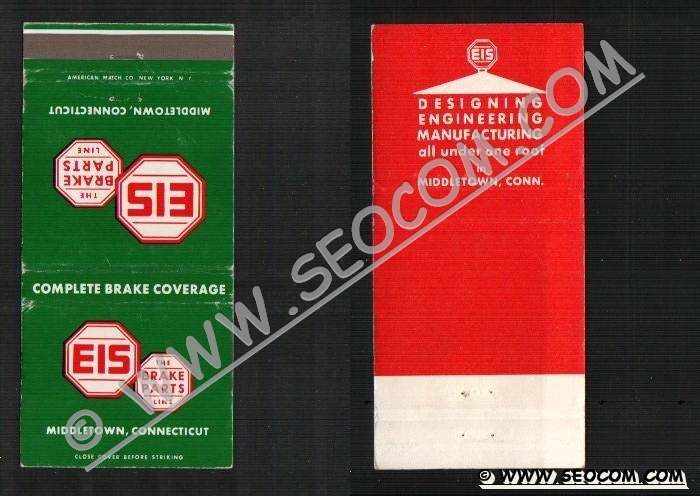 AMERICAN MATCH CO. NEW YORK N Y
MIDDLETOWN, CONNECTICUT
THE
BRAKE
PARTS
LINE
EIS
COMPLETE BRAKE COVERAGE
EIS
THE
BRAKE
PARTS
LINE
MIDDLETOWN, CONNECTICUT
CLOSE COVER BEFORE STRIKING
EIS
DESIGNING
ENGINEERING
MANUFACTURING
all under one roof
in
MIDDLETOWN, CONN.
© WWW.SEOCOM.COM
© WWW.SEOCOM.COM